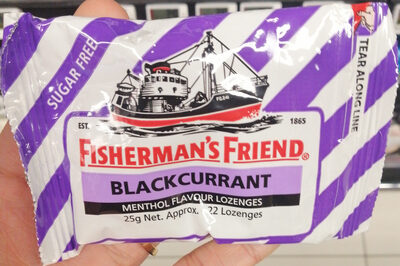 SUGAR FREE
TEAR ALONG LINE
EST. 1865
FISHERMAN'S FRIEND®
BLACKCURRANT
MENTHOL FLAVOUR LOZENGES
25g Net. Approx. 22 Lozenges